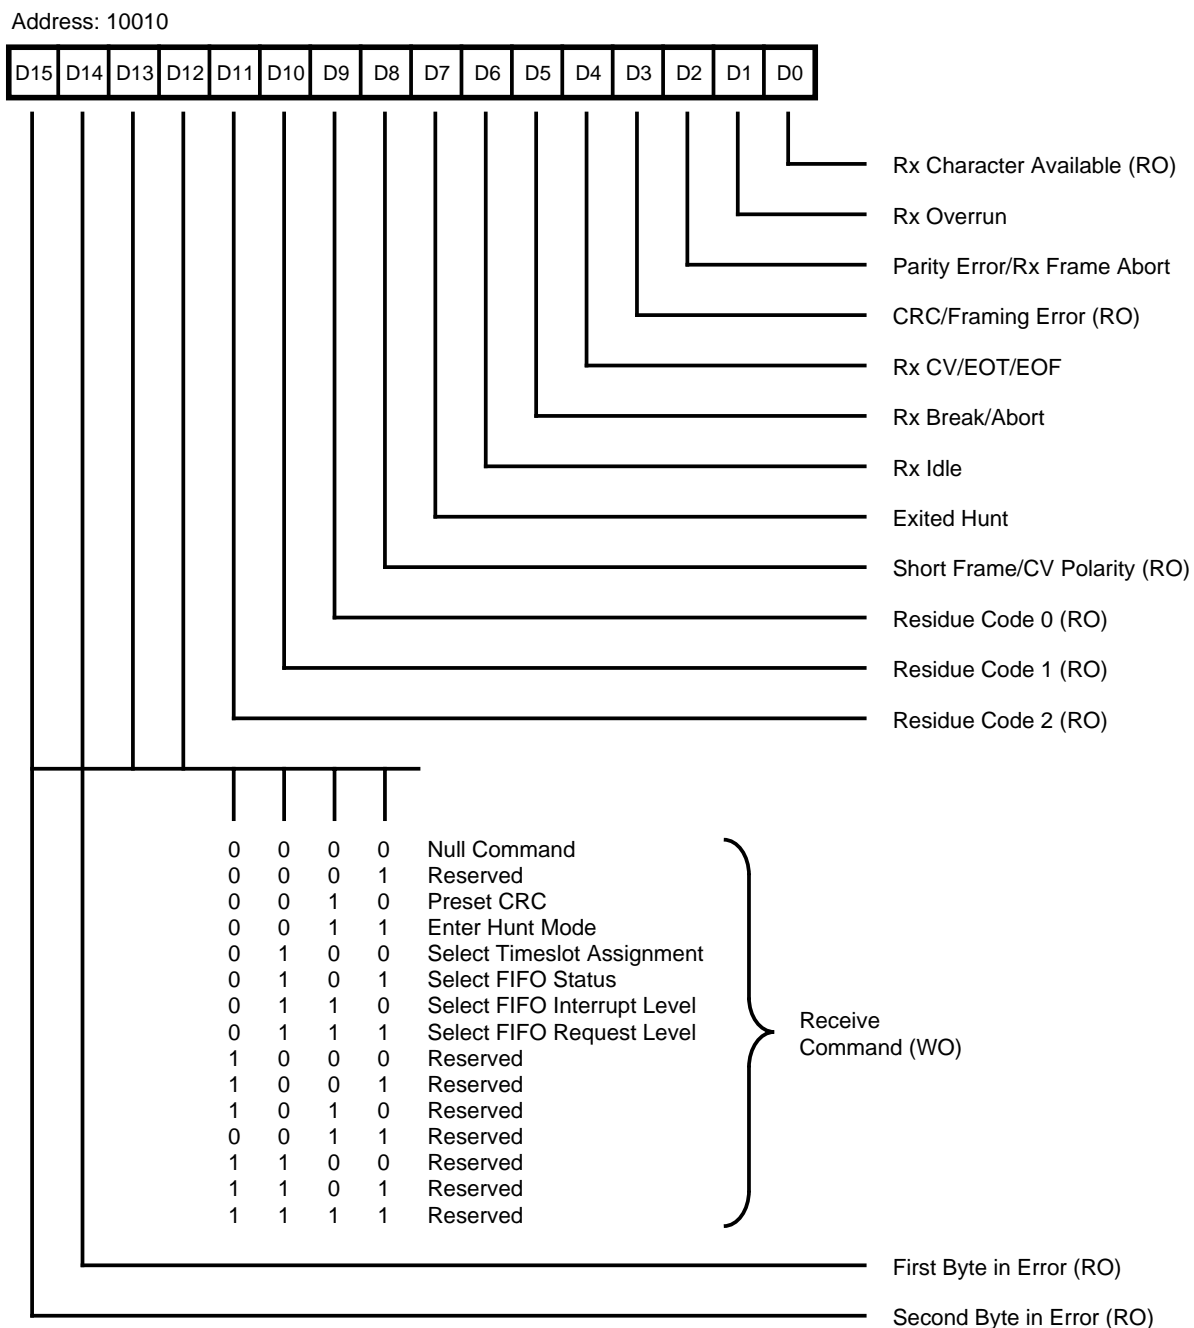 Address: 10010
D15 D14 D13 D12 D11 D10 D9 D8 D7 D6 D5 D4 D3 D2 D1 D0
Rx Character Available (RO)
Rx Overrun
Parity Error/Rx Frame Abort
CRC/Framing Error (RO)
Rx CV/EOT/EOF
Rx Break/Abort
Rx Idle
Exited Hunt
Short Frame/CV Polarity (RO)
Residue Code 0 (RO)
Residue Code 1 (RO)
Residue Code 2 (RO)
0 0 0 0 Null Command
0 0 0 1 Reserved
0 0 1 0 Preset CRC
0 0 1 1 Enter Hunt Mode
0 1 0 0 Select Timeslot Assignment
0 1 0 1 Select FIFO Status
0 1 1 0 Select FIFO Interrupt Level
0 1 1 1 Select FIFO Request Level
1 0 0 0 Reserved
1 0 0 1 Reserved
1 0 1 0 Reserved
0 0 1 1 Reserved
1 1 0 0 Reserved
1 1 0 1 Reserved
1 1 1 1 Reserved
Receive
Command (WO)
First Byte in Error (RO)
Second Byte in Error (RO)